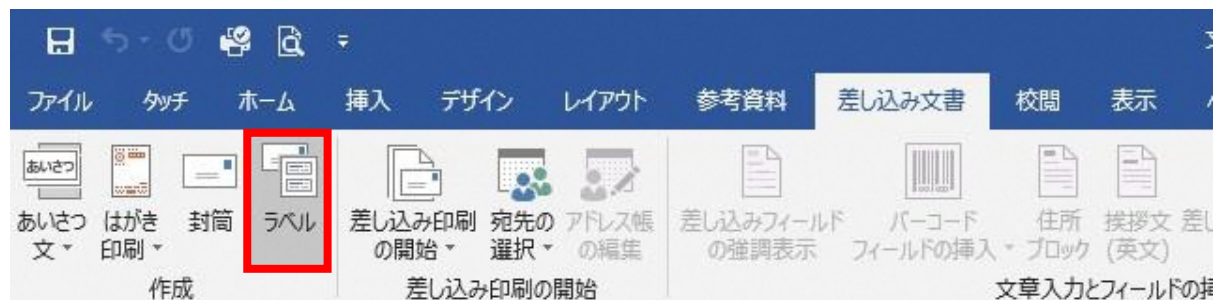 ファイル タッチ ホーム 挿入 デザイン レイアウト 参考資料 差し込み文書 校閲 表示
あいさつ
あいさつ文 はがき印刷 封筒 ラベル 差し込み印刷の開始 宛先の選択 アドレス帳の編集 差し込みフィールドの強調表示 バーコードフィールドの挿入 住所ブロック 挨拶文(英文) 差し
作成 差し込み印刷の開始 文章入力とフィールドの挿